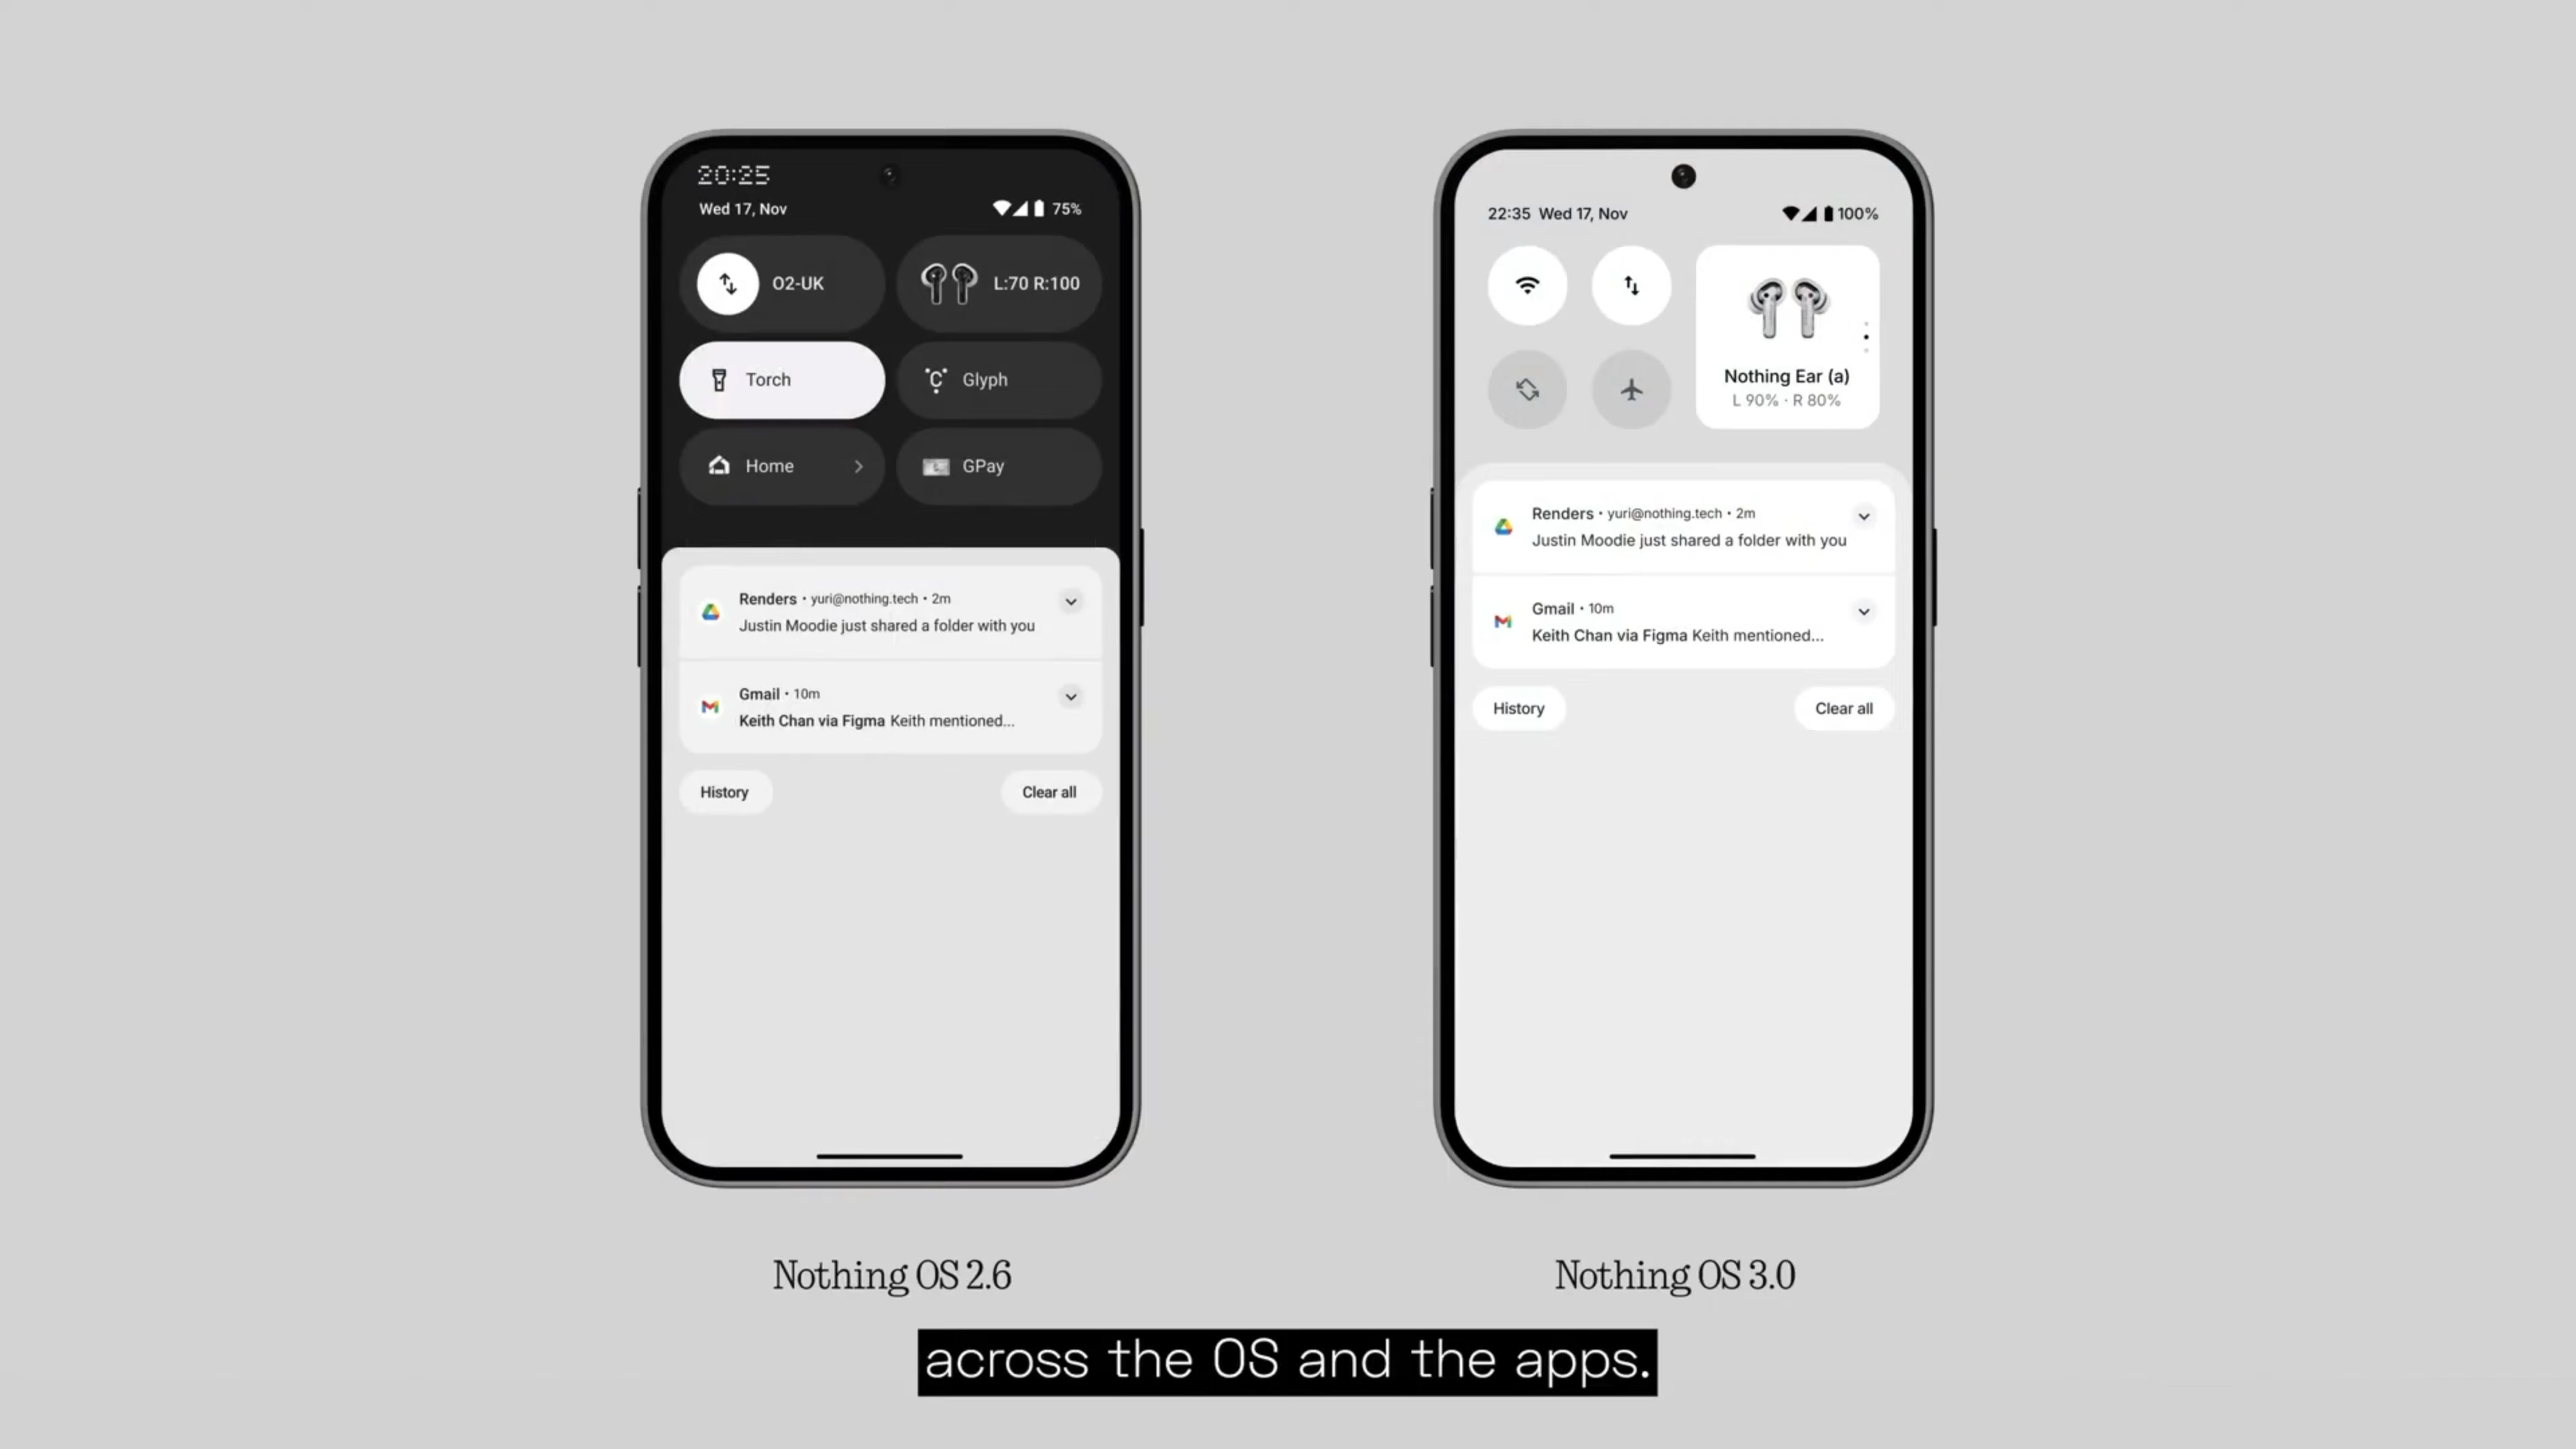 20:25
Wed 17, Nov
75%
O2-UK
L:70 R:100
Torch
Glyph
Home
GPay
Renders • yuri@nothing.tech • 2m
Justin Moodie just shared a folder with you
Gmail • 10m
Keith Chan via Figma Keith mentioned...
History
Clear all
Nothing OS 2.6
22:35 Wed 17, Nov
100%
Nothing Ear (a)
L 90% · R 80%
Renders • yuri@nothing.tech • 2m
Justin Moodie just shared a folder with you
Gmail • 10m
Keith Chan via Figma Keith mentioned...
History
Clear all
Nothing OS 3.0
across the OS and the apps.